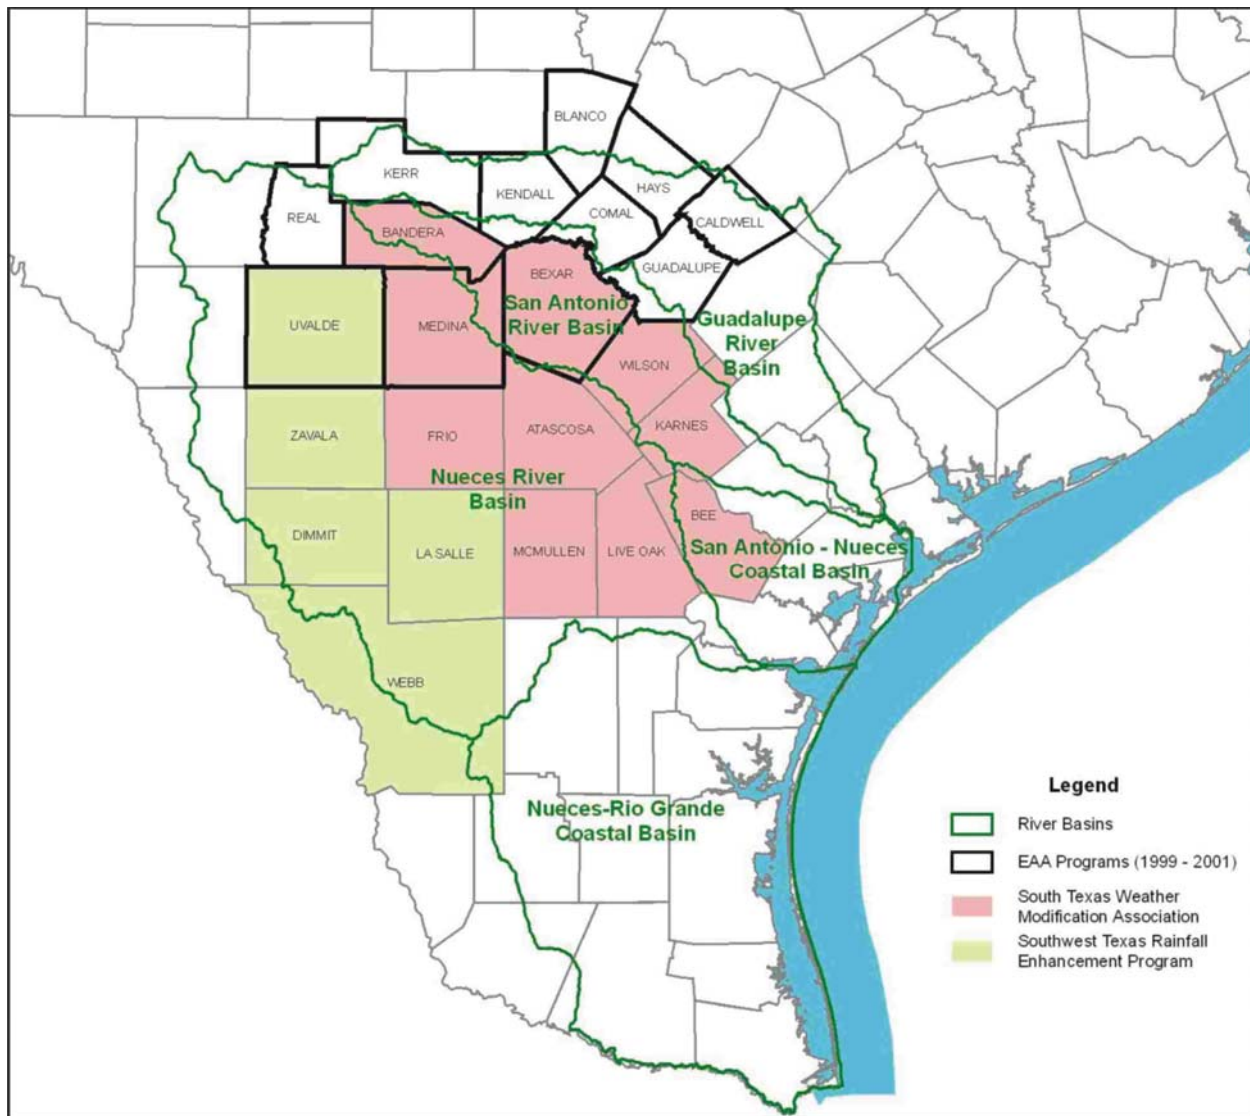 BLANCO
KERR
KENDALL
HAYS
REAL
COMAL
CALDWELL
BANDERA
GUADALUPE
BEXAR
San Antonio
River Basin
UVALDE
MEDINA
Guadalupe
River
Basin
WILSON
ZAVALA
FRIO
ATASCOSA
KARNES
Nueces River
Basin
BEE
DIMMIT
LA SALLE
MCMULLEN
LIVE OAK
San Antonio - Nueces
Coastal Basin
WEBB
Nueces-Rio Grande
Coastal Basin
Legend
River Basins
EAA Programs (1999 - 2001)
South Texas Weather
Modification Association
Southwest Texas Rainfall
Enhancement Program